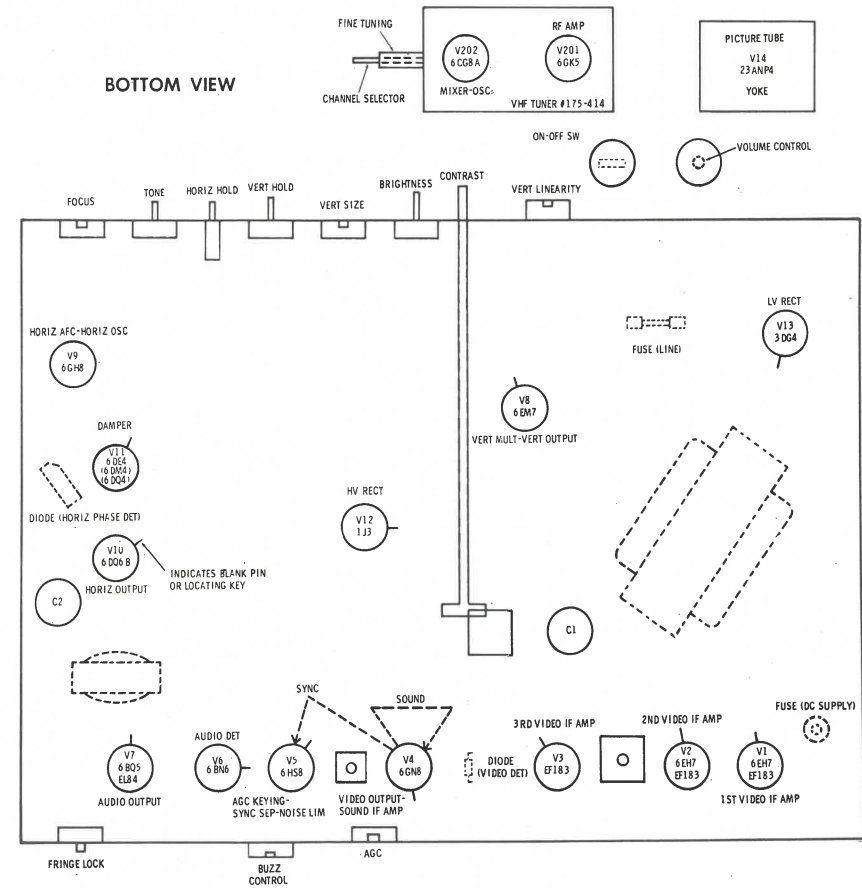 BOTTOM VIEW
FINE TUNING
CHANNEL SELECTOR
V202
6CG8A
MIXER-OSC
RF AMP
V201
6GK5
VHF TUNER #175-414
PICTURE TUBE
V14
23ANP4
YOKE
ON-OFF SW
VOLUME CONTROL
FOCUS
TONE
HORIZ HOLD
VERT HOLD
VERT SIZE
BRIGHTNESS
CONTRAST
VERT LINEARITY
HORIZ AFC-HORIZ OSC
V9
6GH8
FUSE (LINE)
LV RECT
V13
3DG4
V8
6EM7
VERT MULT-VERT OUTPUT
DAMPER
V11
6DE4
(6DM4)
(6DQ4)
DIODE (HORIZ PHASE DET)
HV RECT
V12
1J3
V10
6DQ6B
HORIZ OUTPUT
INDICATES BLANK PIN
OR LOCATING KEY
C2
C1
SYNC
SOUND
FUSE (DC SUPPLY)
V7
6BQ5
EL84
AUDIO OUTPUT
AUDIO DET
V6
6BN6
V5
6HS8
AGC KEYING-
SYNC SEP-NOISE LIM
V4
6GN8
VIDEO OUTPUT-
SOUND IF AMP
DIODE
(VIDEO DET)
3RD VIDEO IF AMP
V3
EF183
2ND VIDEO IF AMP
V2
6EH7
EF183
V1
6EH7
EF183
1ST VIDEO IF AMP
FRINGE LOCK
BUZZ
CONTROL
AGC